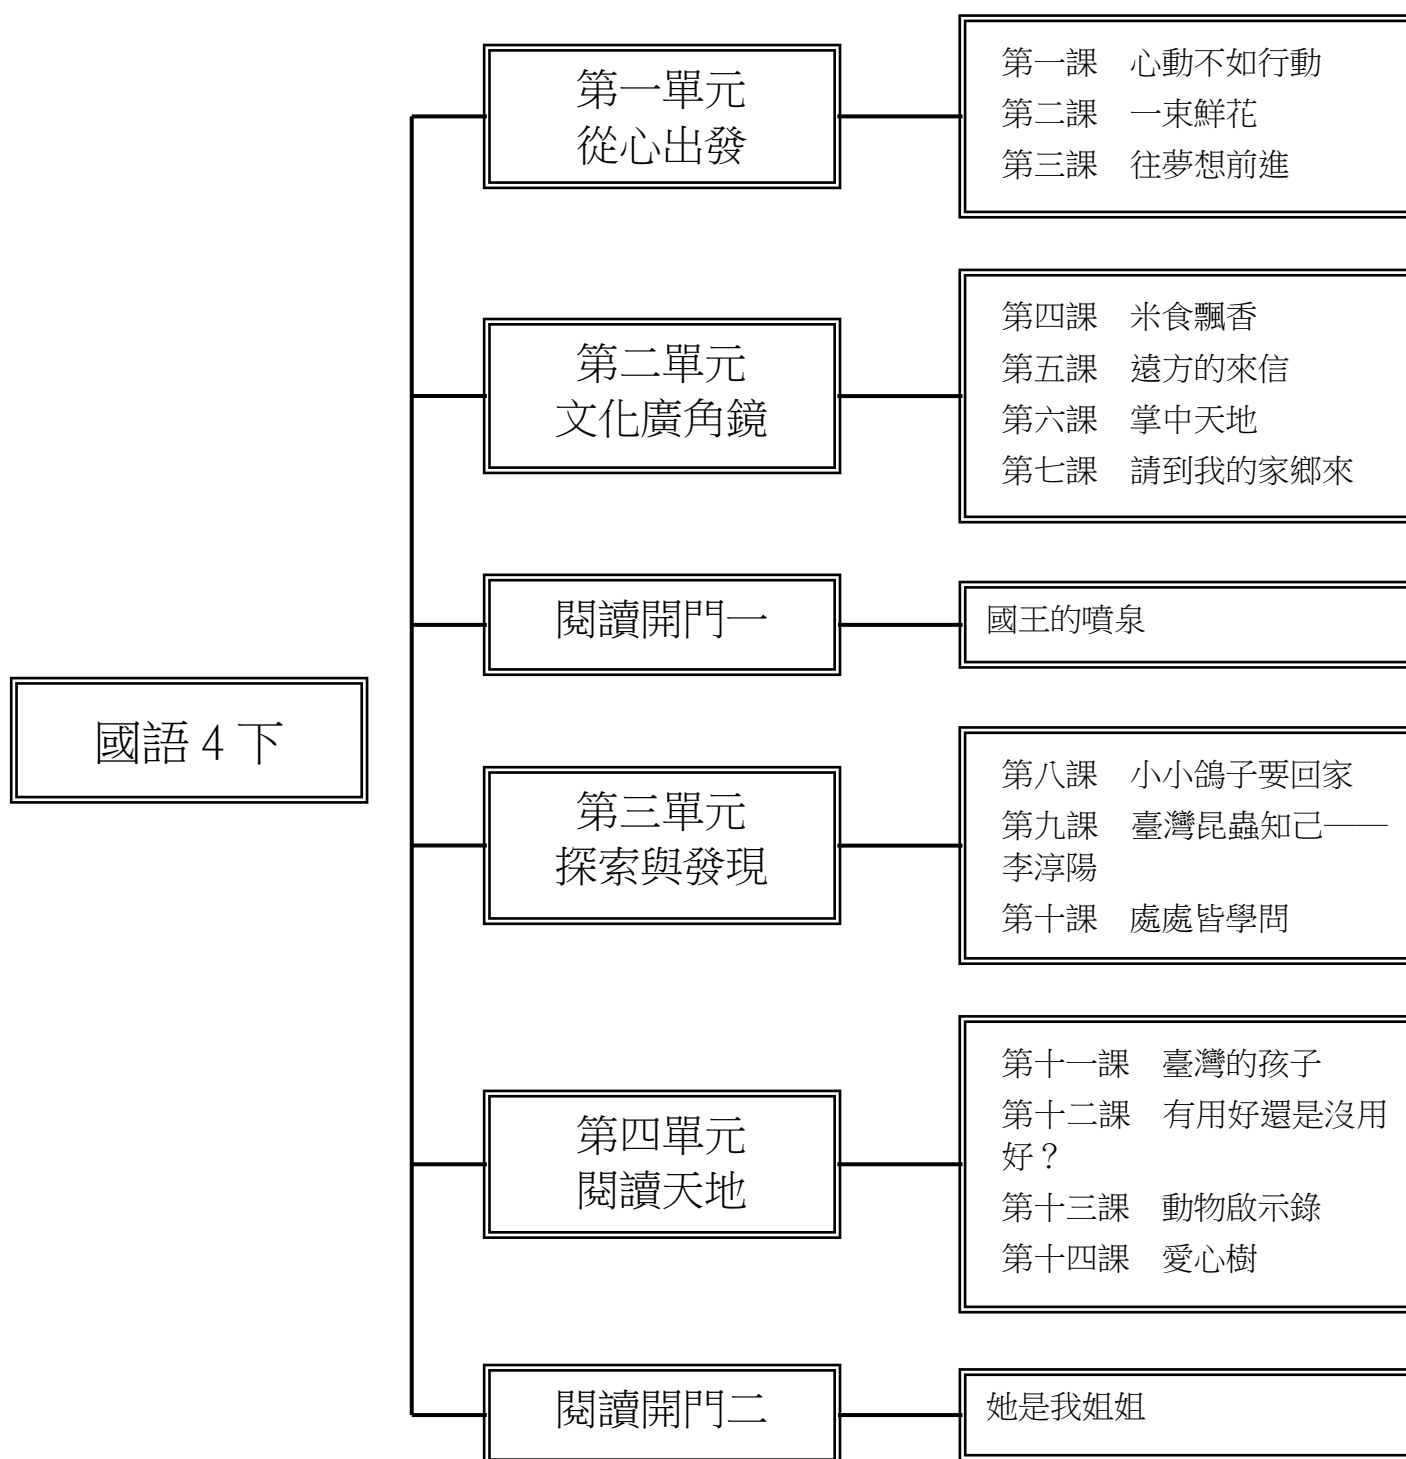 第一單元
從心出發
第一課　心動不如行動
第二課　一束鮮花
第三課　往夢想前進
第二單元
文化廣角鏡
第四課　米食飄香
第五課　遠方的來信
第六課　掌中天地
第七課　請到我的家鄉來
閱讀開門一
國王的噴泉
國語 4 下
第三單元
探索與發現
第八課　小小鴿子要回家
第九課　臺灣昆蟲知己——
李淳陽
第十課　處處皆學問
第四單元
閱讀天地
第十一課　臺灣的孩子
第十二課　有用好還是沒用
好？
第十三課　動物啟示錄
第十四課　愛心樹
閱讀開門二
她是我姐姐